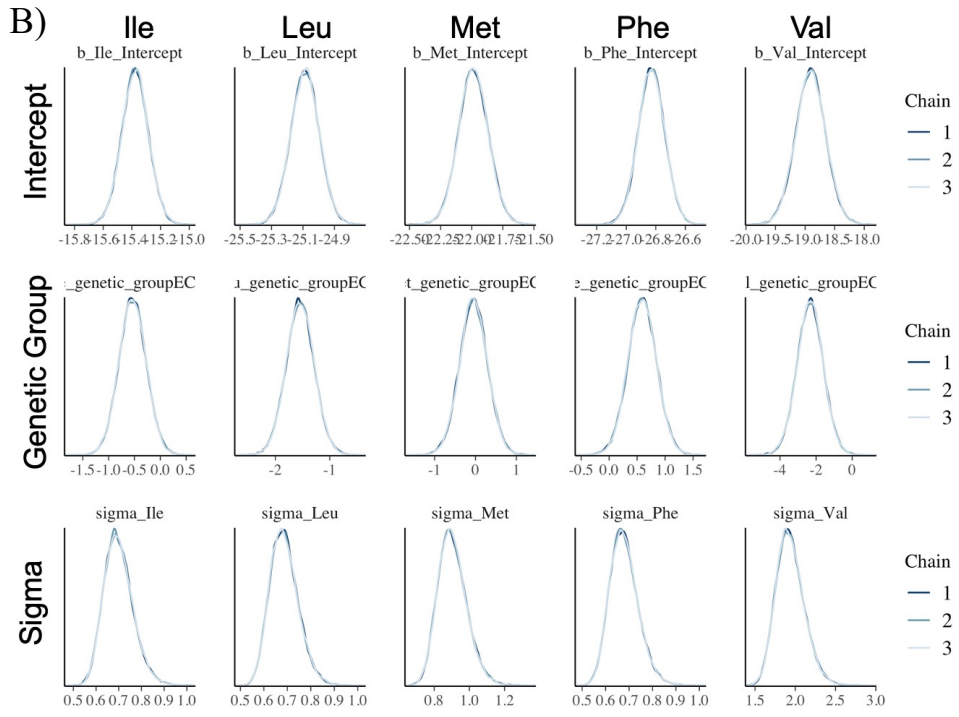 B)
Ile Leu Met Phe Val
b_Ile_Intercept b_Leu_Intercept b_Met_Intercept b_Phe_Intercept b_Val_Intercept
Intercept
Chain
1
2
3
-15.8 -15.6 -15.4 -15.2 -15.0 -25.5 -25.3 -25.1 -24.9 -22.50 -22.25 -22.00 -21.75 -21.50 -27.2 -27.0 -26.8 -26.6 -20.0 -19.5 -19.0 -18.5 -18.0
_genetic_groupEC _genetic_groupEC t_genetic_groupEC e_genetic_groupEC l_genetic_groupEC
Genetic Group
Chain
1
2
3
-1.5 -1.0 -0.5 0.0 0.5 -2 -1 -1 0 1 -0.5 0.0 0.5 1.0 1.5 -4 -2 0
sigma_Ile sigma_Leu sigma_Met sigma_Phe sigma_Val
Sigma
Chain
1
2
3
0.5 0.6 0.7 0.8 0.9 1.0 0.5 0.6 0.7 0.8 0.9 1.0 0.8 1.0 1.2 0.5 0.6 0.7 0.8 0.9 1.0 1.5 2.0 2.5 3.0